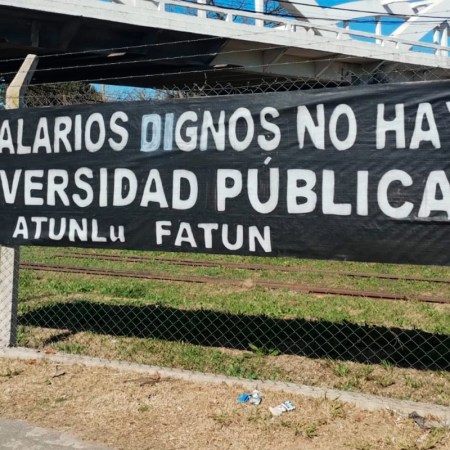 ALARIOS DIGNOS NO HAY
VERSIDAD PÚBLICA
ATUNLu FATUN